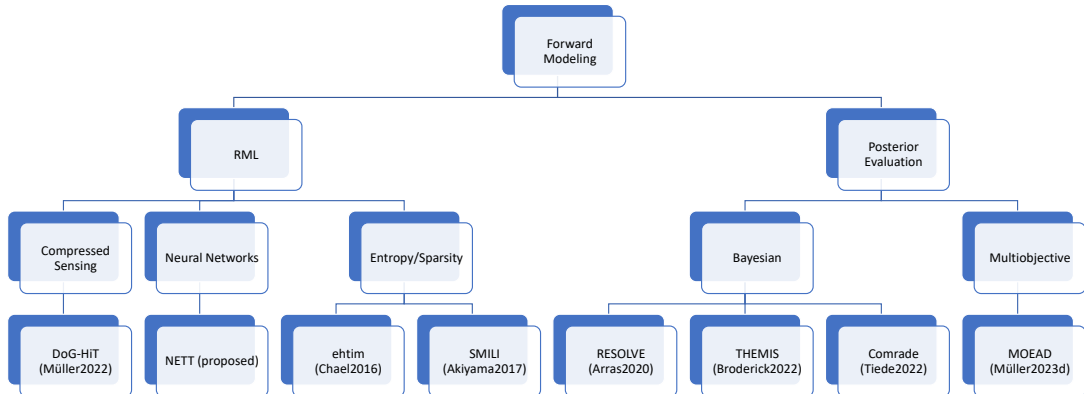 Forward
Modeling
RML
Posterior
Evaluation
Compressed
Sensing
Neural Networks
Entropy/Sparsity
Bayesian
Multiobjective
DoG-HiT
(Müller2022)
NETT (proposed)
ehtim
(Chael2016)
SMILI
(Akiyama2017)
RESOLVE
(Arras2020)
THEMIS
(Broderick2022)
Comrade
(Tiede2022)
MOEAD
(Müller2023d)